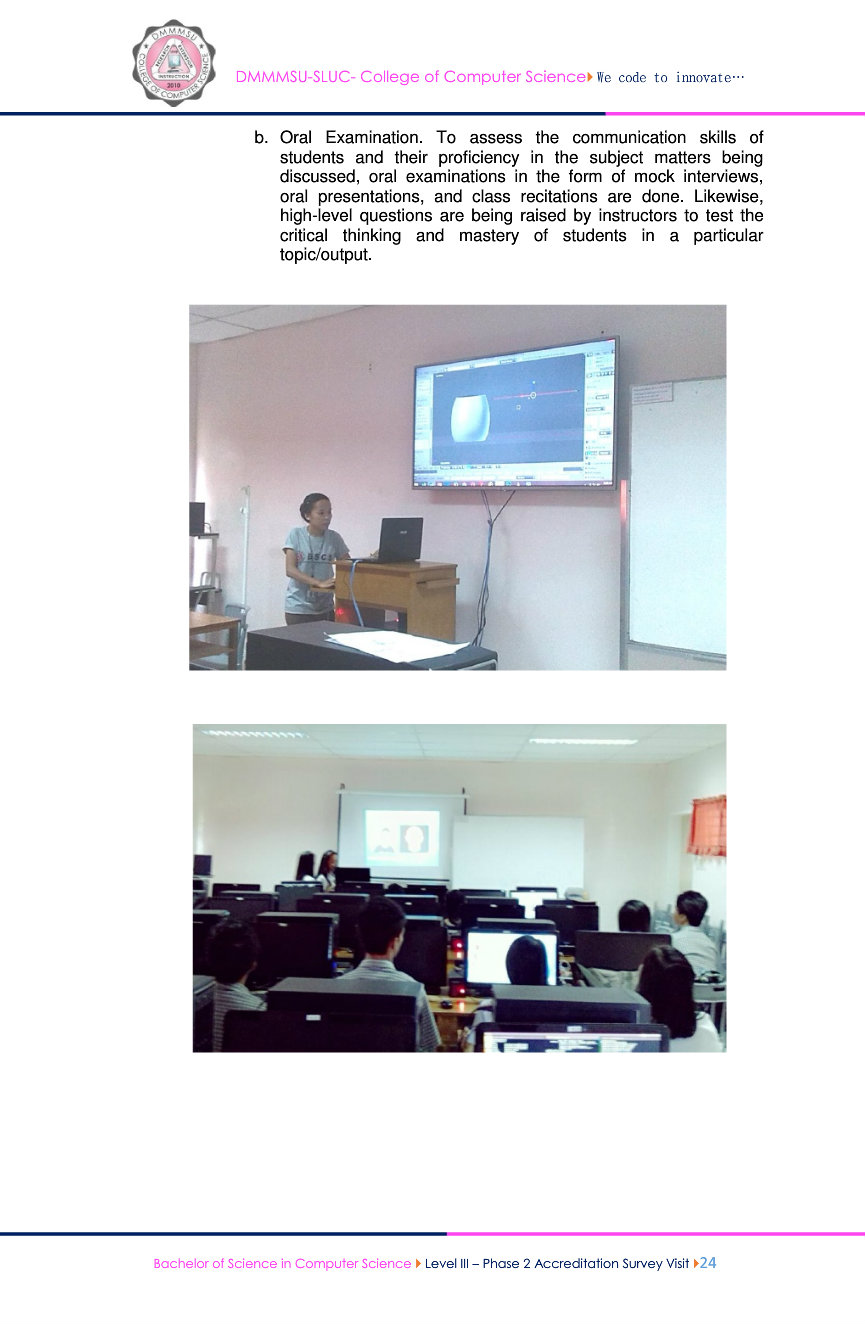 DMMMSU
COLLEGE OF COMPUTER SCIENCE
RESEARCH
EXTENSION
INSTRUCTION
2010
DMMMSU-SLUC- College of Computer Science We code to innovate…
b. Oral Examination. To assess the communication skills of
students and their proficiency in the subject matters being
discussed, oral examinations in the form of mock interviews,
oral presentations, and class recitations are done. Likewise,
high-level questions are being raised by instructors to test the
critical thinking and mastery of students in a particular
topic/output.
BSCS
Bachelor of Science in Computer Science Level III – Phase 2 Accreditation Survey Visit 24